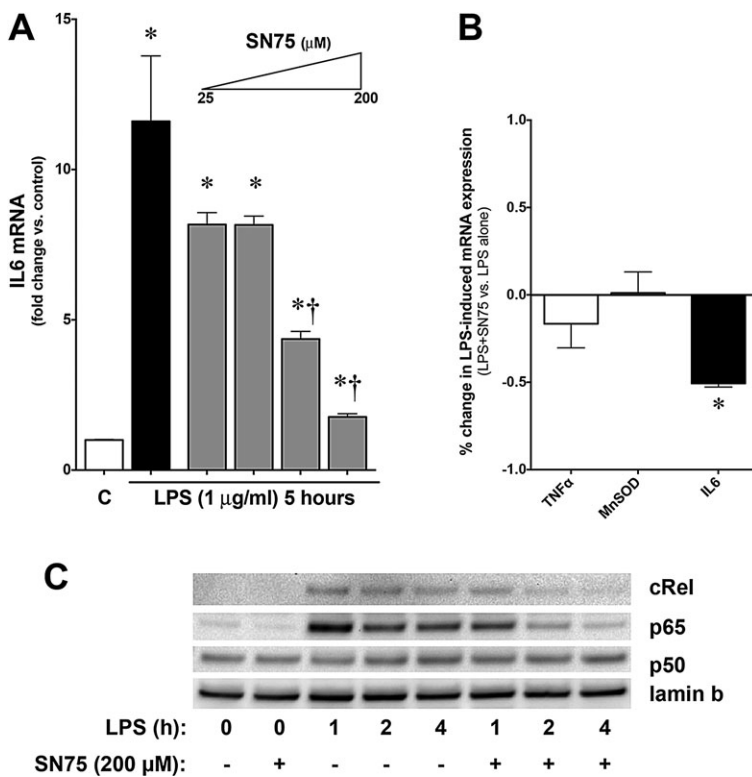 A
IL6 mRNA
(fold change vs. control)
15
10
5
0
*
SN75 (μM)
25 200
* *
*†
*†
C LPS (1 μg/ml) 5 hours
B
% change in LPS-induced mRNA expression
(LPS+SN75 vs. LPS alone)
1.0
0.5
0.0
-0.5
-1.0
*
TNFα MnSOD IL6
C
cRel
p65
p50
lamin b
LPS (h): 0 0 1 2 4 1 2 4
SN75 (200 μM): - + - - - + + +